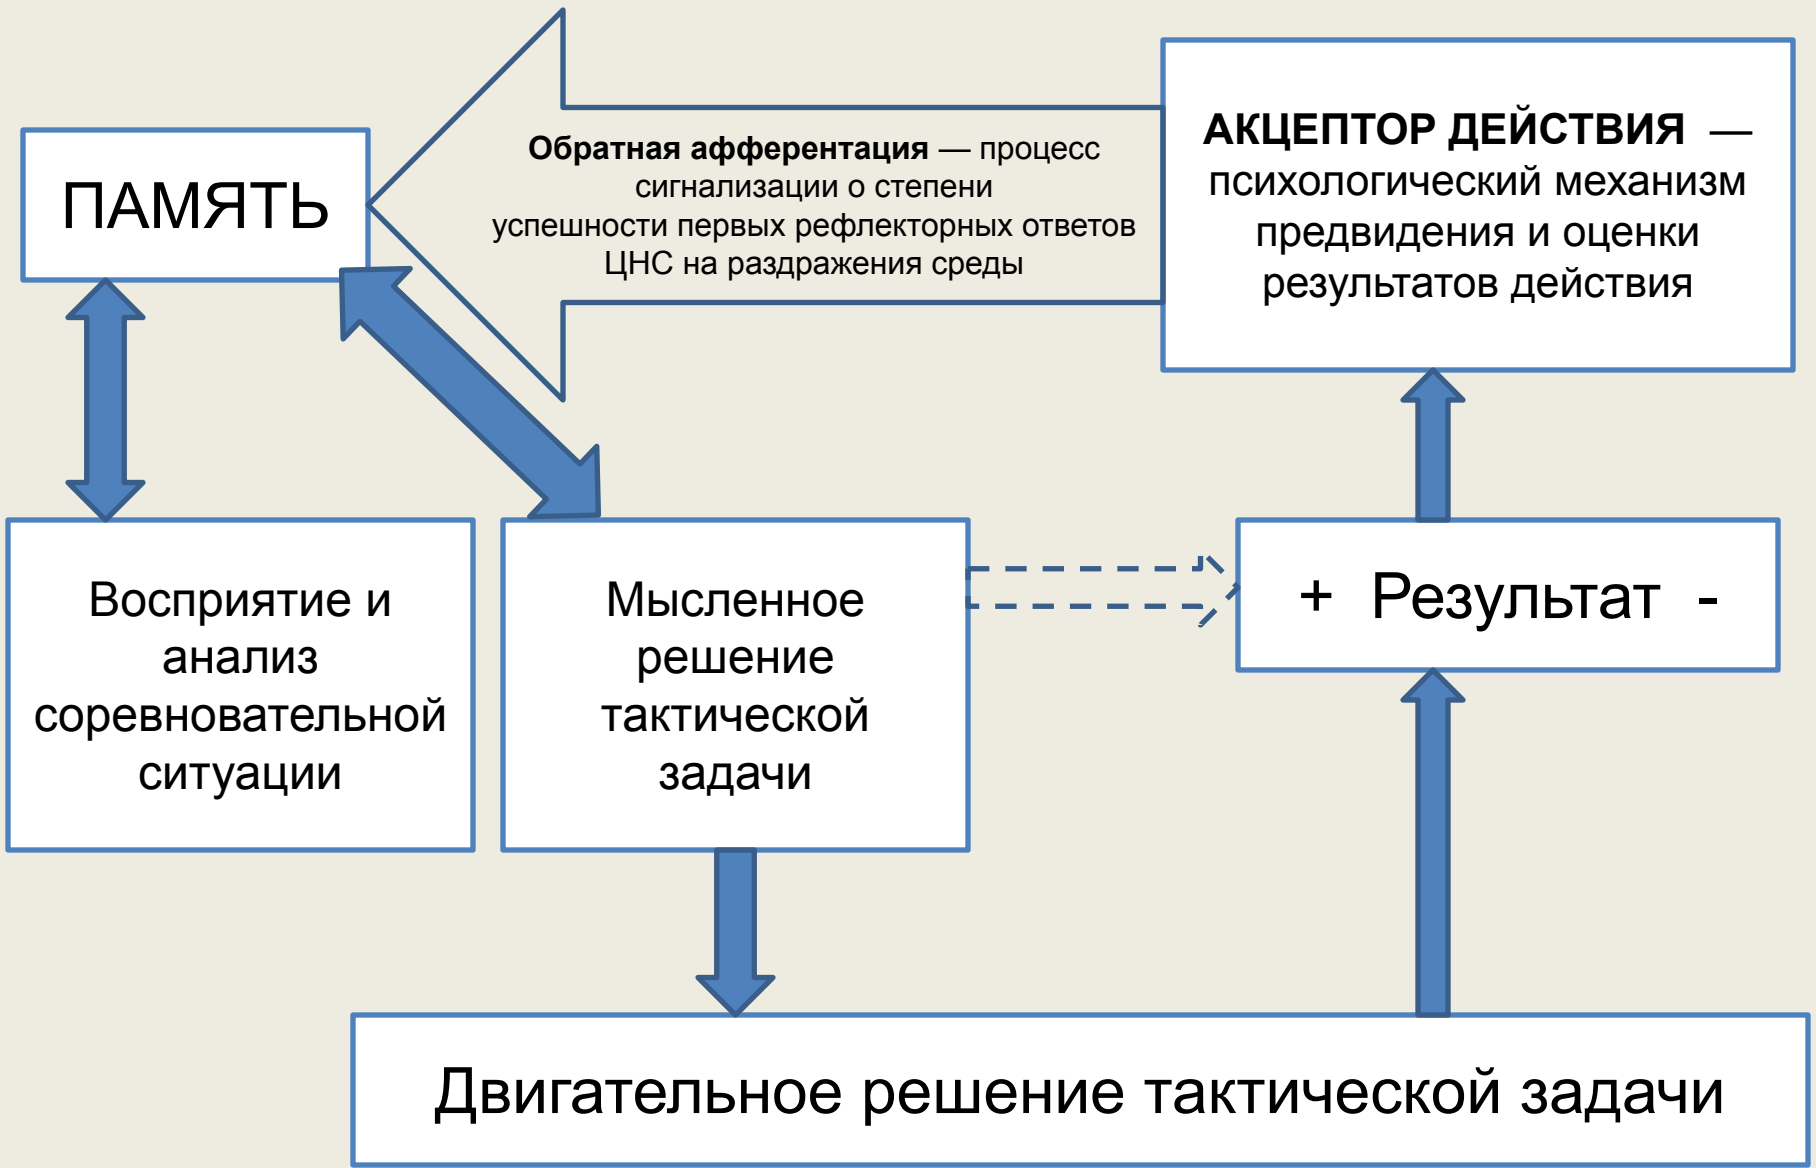 ПАМЯТЬ
Обратная афферентация — процесс
сигнализации о степени
успешности первых рефлекторных ответов
ЦНС на раздражения среды
АКЦЕПТОР ДЕЙСТВИЯ —
психологический механизм
предвидения и оценки
результатов действия
Восприятие и
анализ
соревновательной
ситуации
Мысленное
решение
тактической
задачи
+ Результат -
Двигательное решение тактической задачи